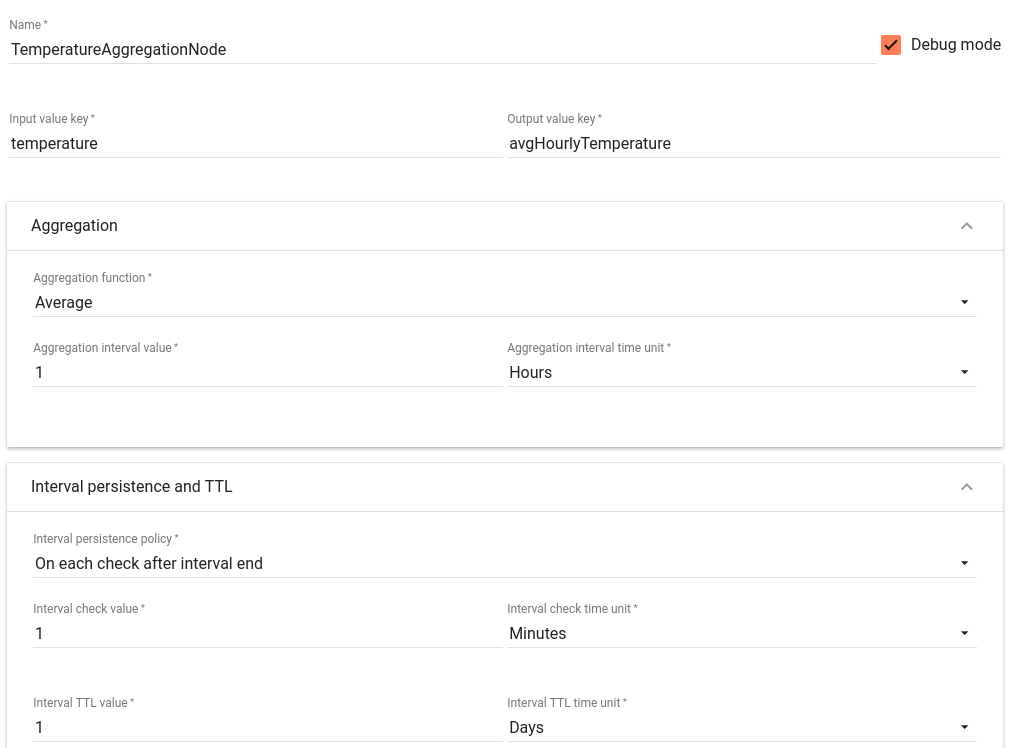 Name *
TemperatureAggregationNode
Debug mode
Input value key *
Output value key *
temperature
avgHourlyTemperature
Aggregation
Aggregation function *
Average
Aggregation interval value *
Aggregation interval time unit *
1
Hours
Interval persistence and TTL
Interval persistence policy *
On each check after interval end
Interval check value *
Interval check time unit *
1
Minutes
Interval TTL value *
Interval TTL time unit *
1
Days